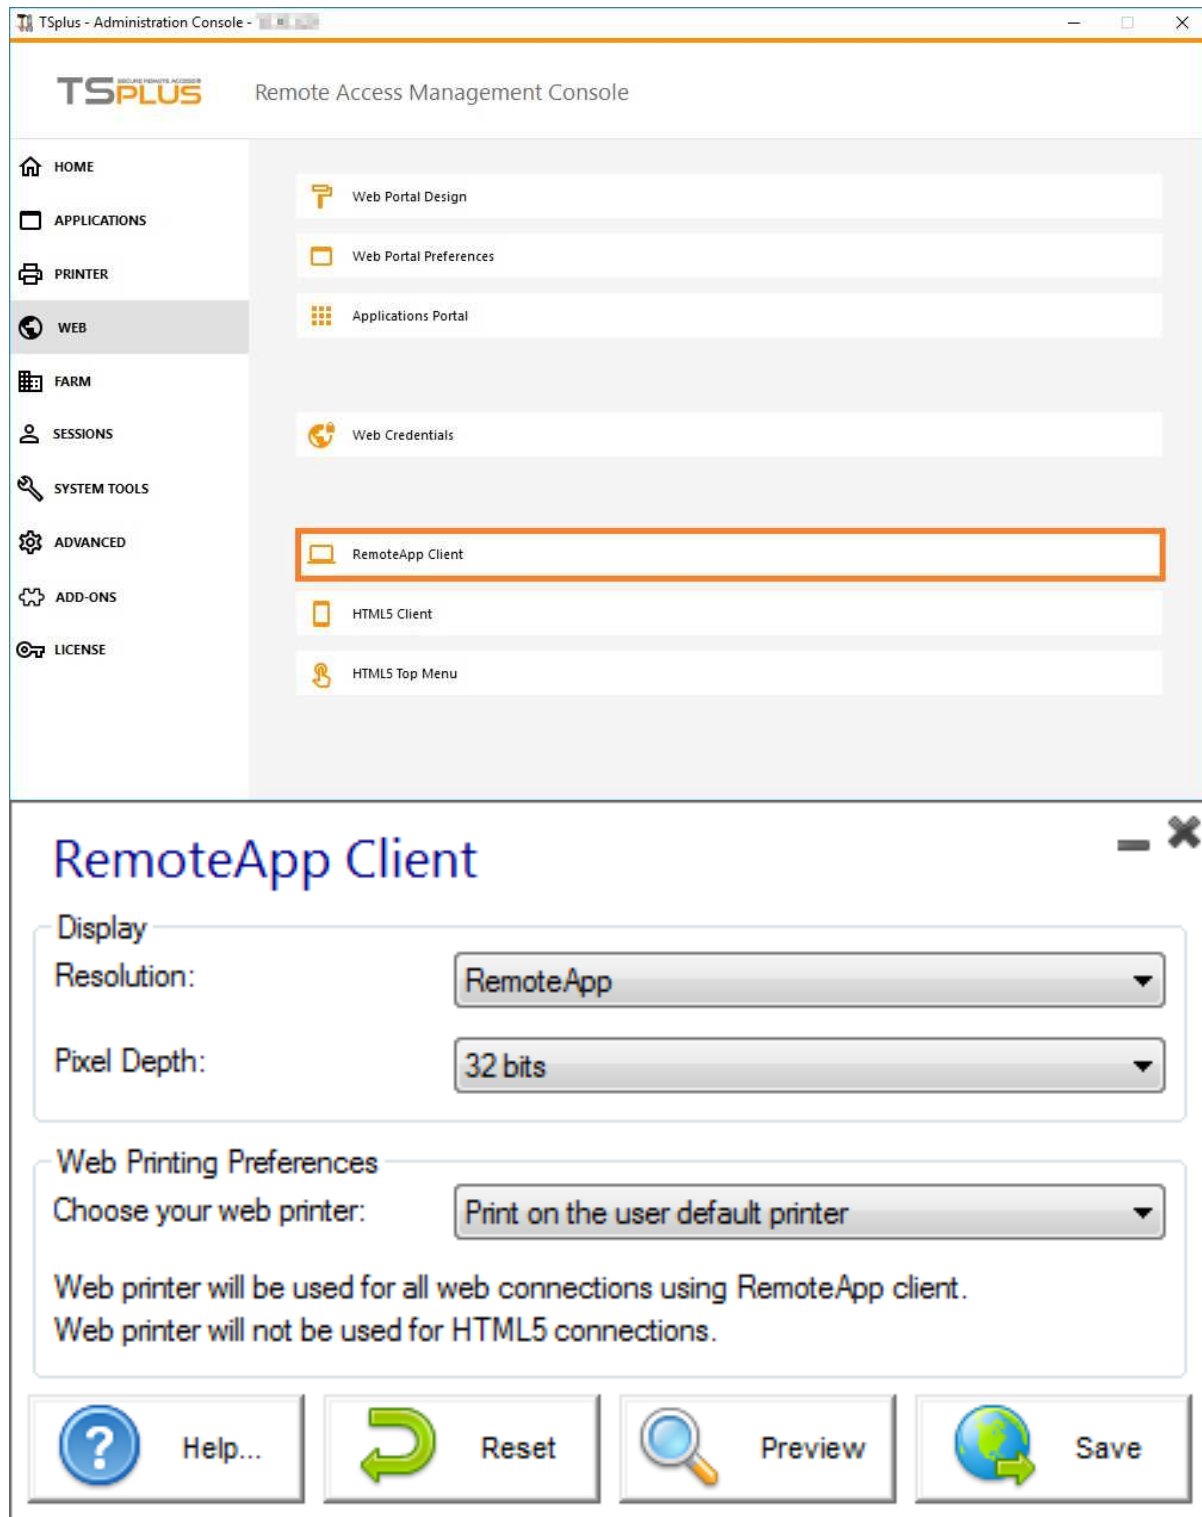 TSplus - Administration Console -
TSPLUS
SECURE REMOTE ACCESS®
Remote Access Management Console
HOME
APPLICATIONS
PRINTER
WEB
FARM
SESSIONS
SYSTEM TOOLS
ADVANCED
ADD-ONS
LICENSE
Web Portal Design
Web Portal Preferences
Applications Portal
Web Credentials
RemoteApp Client
HTML5 Client
HTML5 Top Menu
RemoteApp Client
Display
Resolution: RemoteApp
Pixel Depth: 32 bits
Web Printing Preferences
Choose your web printer: Print on the user default printer
Web printer will be used for all web connections using RemoteApp client.
Web printer will not be used for HTML5 connections.
Help... Reset Preview Save